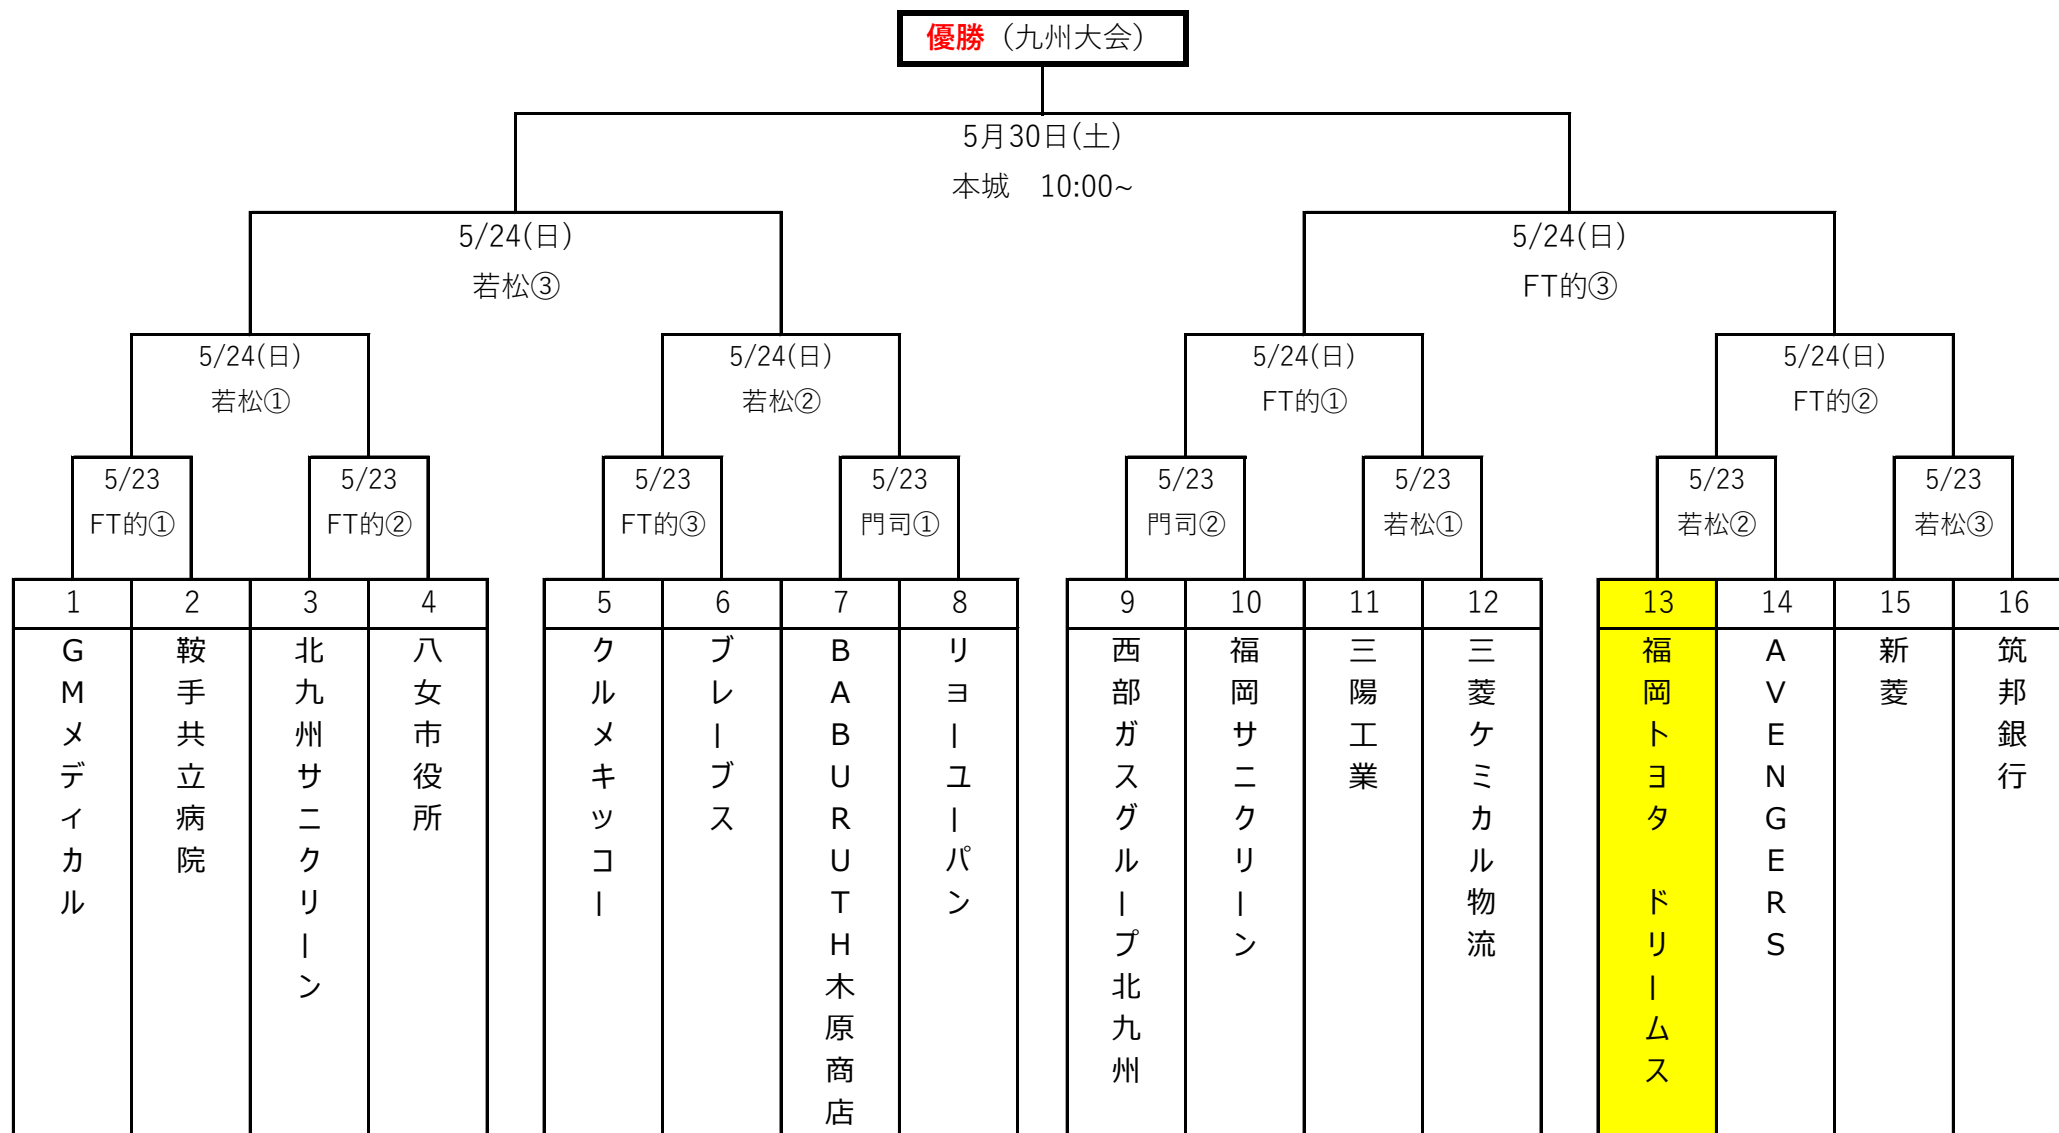 優勝（九州大会）
5月30日(土)
本城　10:00~
5/24(日)
若松③
5/24(日)
FT的③
5/24(日)
若松①
5/24(日)
若松②
5/24(日)
FT的①
5/24(日)
FT的②
5/23
FT的①
5/23
FT的②
5/23
FT的③
5/23
門司①
5/23
門司②
5/23
若松①
5/23
若松②
5/23
若松③
1
GMメディカル
2
鞍手共立病院
3
北九州サニクリーン
4
八女市役所
5
クルメキッコー
6
ブレーブス
7
BABURUTH木原商店
8
リョーユーパン
9
西部ガスグループ北九州
10
福岡サニクリーン
11
三陽工業
12
三菱ケミカル物流
13
福岡トヨタ　ドリームス
14
AVENGERS
15
新菱
16
筑邦銀行